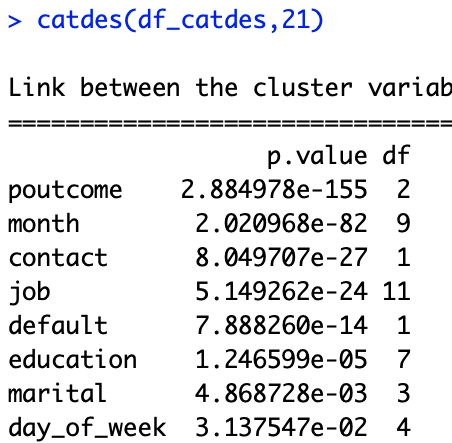 > catdes(df_catdes,21)
Link between the cluster variab
================================
p.value df
poutcome 2.884978e-155 2
month 2.020968e-82 9
contact 8.049707e-27 1
job 5.149262e-24 11
default 7.888260e-14 1
education 1.246599e-05 7
marital 4.868728e-03 3
day_of_week 3.137547e-02 4